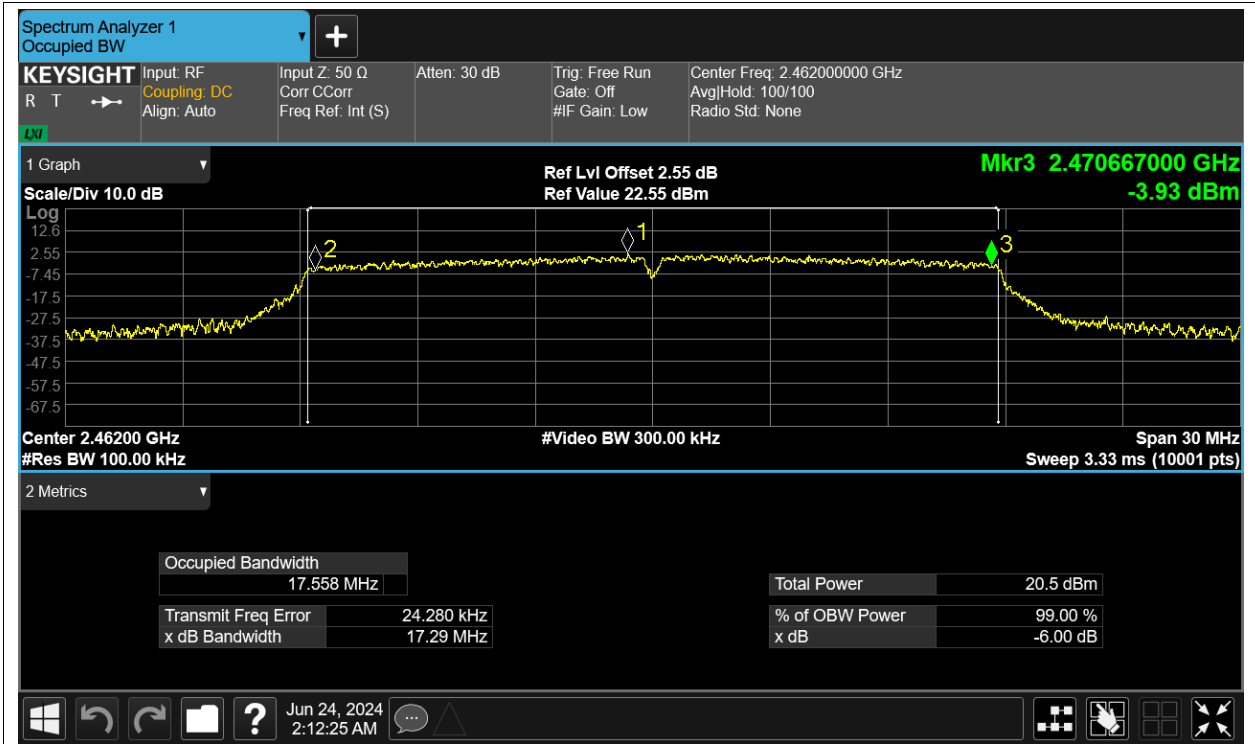 Spectrum Analyzer 1
Occupied BW
KEYSIGHT
R T
LXI
Input: RF
Coupling: DC
Align: Auto
Input Z: 50 Ω
Corr CCorr
Freq Ref: Int (S)
Atten: 30 dB
Trig: Free Run
Gate: Off
#IF Gain: Low
Center Freq: 2.462000000 GHz
Avg|Hold: 100/100
Radio Std: None
1 Graph
Scale/Div 10.0 dB
Ref Lvl Offset 2.55 dB
Ref Value 22.55 dBm
Mkr3 2.470667000 GHz
-3.93 dBm
Log
12.6
2.55
-7.45
-17.5
-27.5
-37.5
-47.5
-57.5
-67.5
2
1
3
Center 2.46200 GHz
#Res BW 100.00 kHz
#Video BW 300.00 kHz
Span 30 MHz
Sweep 3.33 ms (10001 pts)
2 Metrics
Occupied Bandwidth
17.558 MHz
Transmit Freq Error 24.280 kHz
x dB Bandwidth 17.29 MHz
Total Power 20.5 dBm
% of OBW Power 99.00 %
x dB -6.00 dB
?
Jun 24, 2024
2:12:25 AM